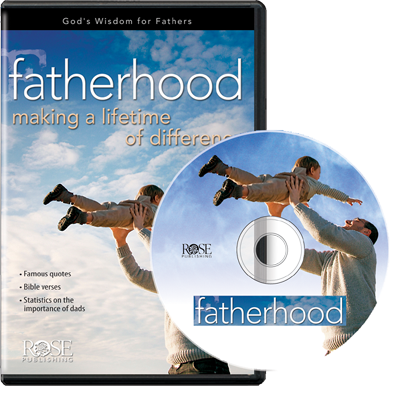 God's Wisdom for Fathers
fatherhood
making a lifetime
of differen
• Famous quotes
• Bible verses
• Statistics on the
importance of dads
ROSE
PUBLISHING
ROSE
PUBLISHING
fatherhood